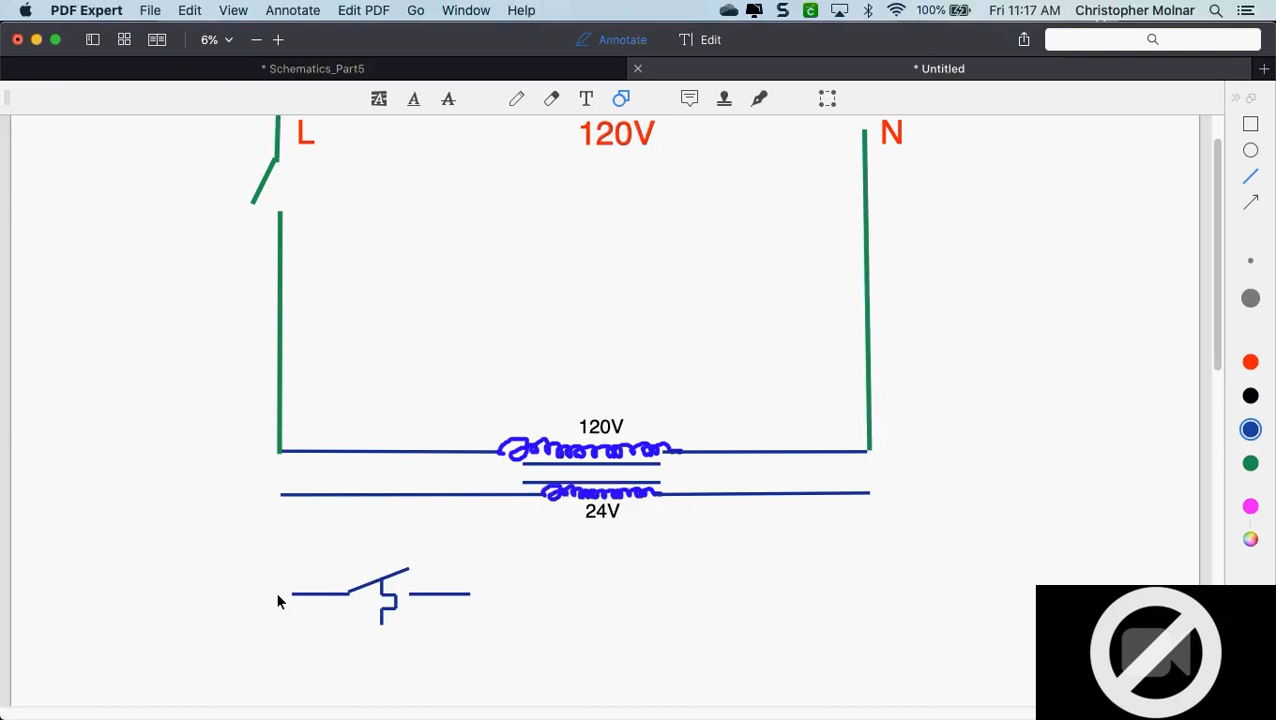 PDF Expert File Edit View Annotate Edit PDF Go Window Help 100% Fri 11:17 AM Christopher Molnar
6% Annotate Edit
* Schematics_Part5 * Untitled
L 120V N
120V
24V